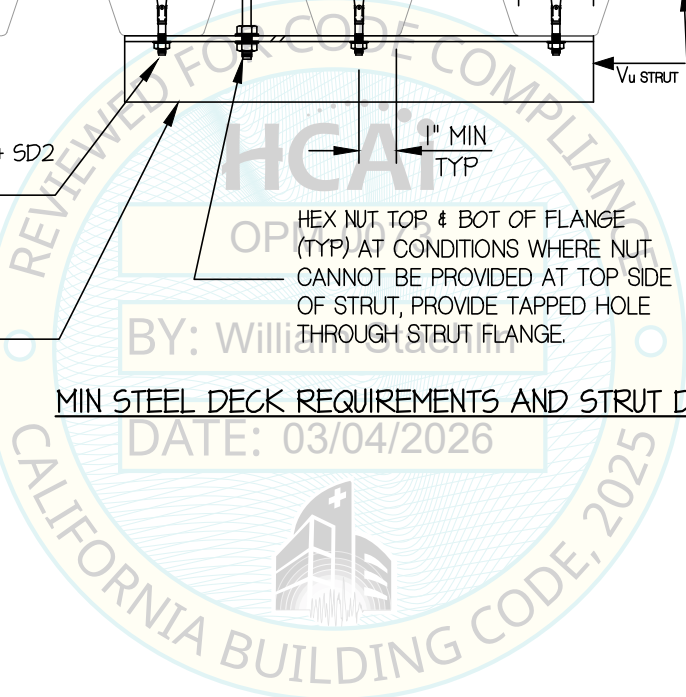 Vu STRUT
1" MIN
TYP
SD2
HEX NUT TOP & BOT OF FLANGE
(TYP) AT CONDITIONS WHERE NUT
CANNOT BE PROVIDED AT TOP SIDE
OF STRUT, PROVIDE TAPPED HOLE
THROUGH STRUT FLANGE.
MIN STEEL DECK REQUIREMENTS AND STRUT D
REVIEWED FOR CODE COMPLIANCE
HCAi
BY: William Staehlin
DATE: 03/04/2026
CALIFORNIA BUILDING CODE, 2025